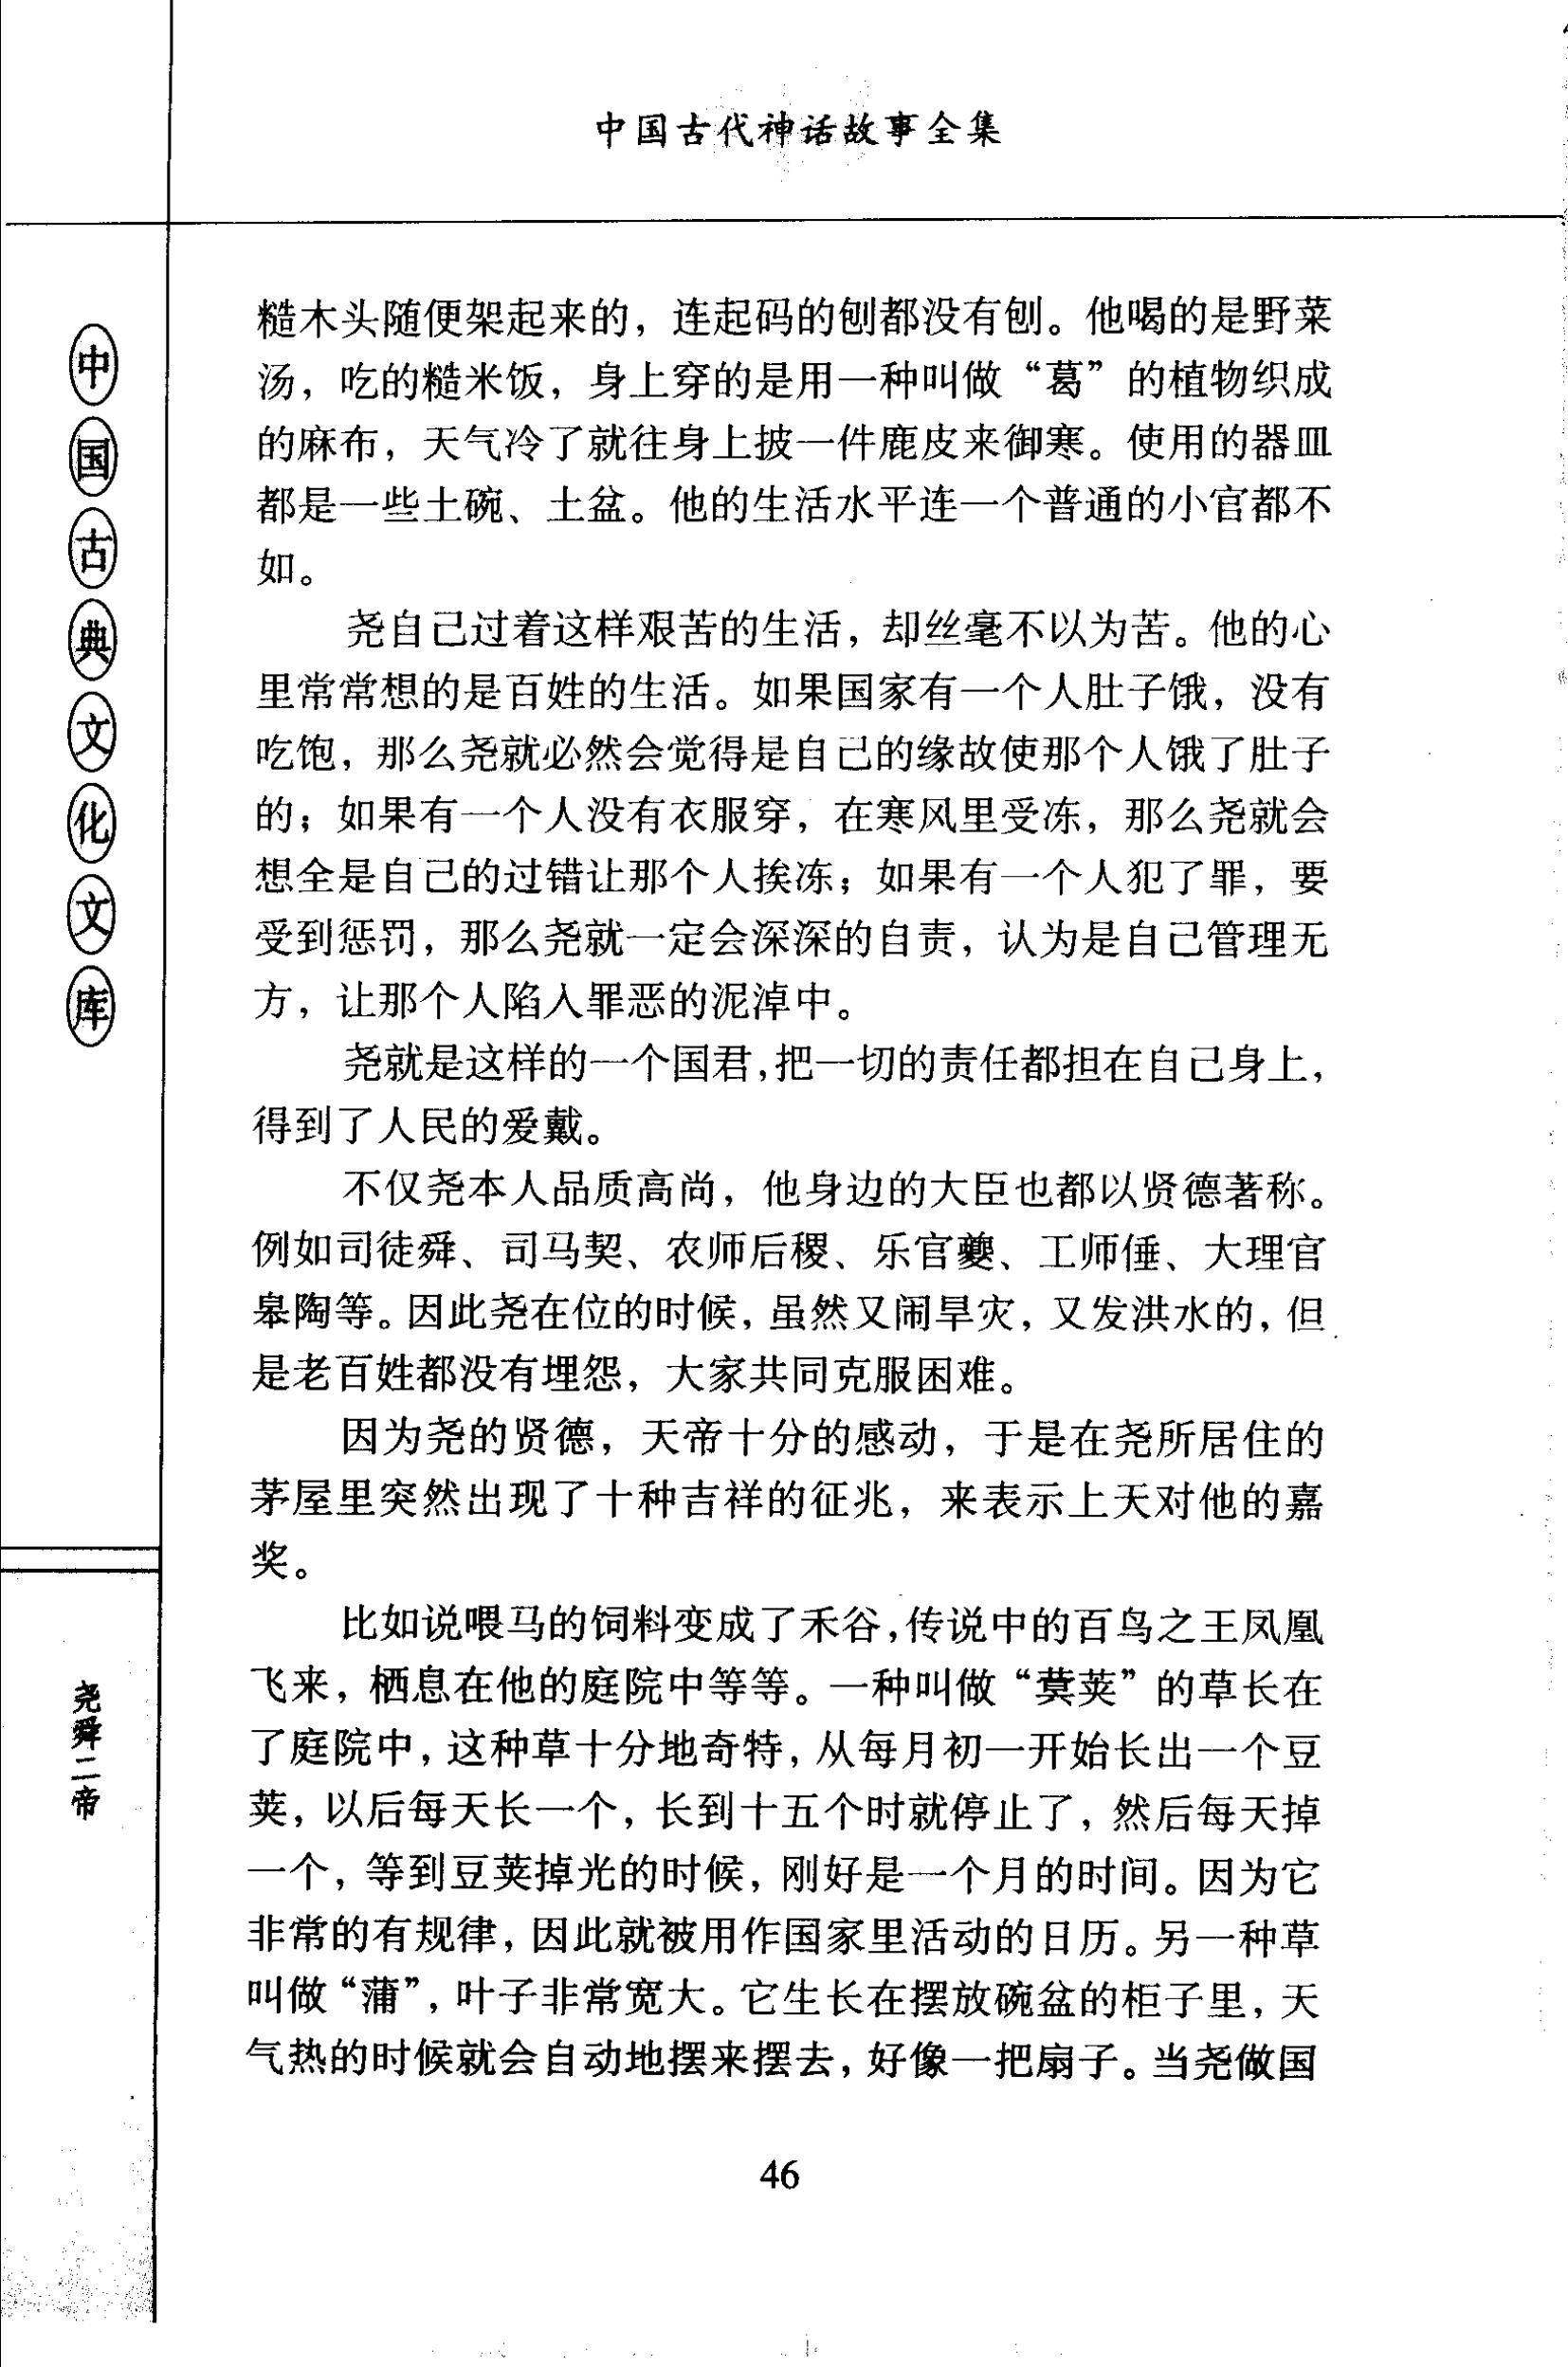 中国古代神话故事全集
中国古典文化文库
尧舜二帝
糙木头随便架起来的，连起码的刨都没有刨。他喝的是野菜
汤，吃的糙米饭，身上穿的是用一种叫做“葛”的植物织成
的麻布，天气冷了就往身上披一件鹿皮来御寒。使用的器皿
都是一些土碗、土盆。他的生活水平连一个普通的小官都不
如。
尧自己过着这样艰苦的生活，却丝毫不以为苦。他的心
里常常想的是百姓的生活。如果国家有一个人肚子饿，没有
吃饱，那么尧就必然会觉得是自己的缘故使那个人饿了肚子
的；如果有一个人没有衣服穿，在寒风里受冻，那么尧就会
想全是自己的过错让那个人挨冻；如果有一个人犯了罪，要
受到惩罚，那么尧就一定会深深的自责，认为是自己管理无
方，让那个人陷入罪恶的泥淖中。
尧就是这样的一个国君，把一切的责任都担在自己身上，
得到了人民的爱戴。
不仅尧本人品质高尚，他身边的大臣也都以贤德著称。
例如司徒舜、司马契、农师后稷、乐官夔、工师倕、大理官
皋陶等。因此尧在位的时候，虽然又闹旱灾，又发洪水的，但
是老百姓都没有埋怨，大家共同克服困难。
因为尧的贤德，天帝十分的感动，于是在尧所居住的
茅屋里突然出现了十种吉祥的征兆，来表示上天对他的嘉
奖。
比如说喂马的饲料变成了禾谷，传说中的百鸟之王凤凰
飞来，栖息在他的庭院中等等。一种叫做“蓂荚”的草长在
了庭院中，这种草十分地奇特，从每月初一开始长出一个豆
荚，以后每天长一个，长到十五个时就停止了，然后每天掉
一个，等到豆荚掉光的时候，刚好是一个月的时间。因为它
非常的有规律，因此就被用作国家里活动的日历。另一种草
叫做“蒲”，叶子非常宽大。它生长在摆放碗盆的柜子里，天
气热的时候就会自动地摆来摆去，好像一把扇子。当尧做国
46